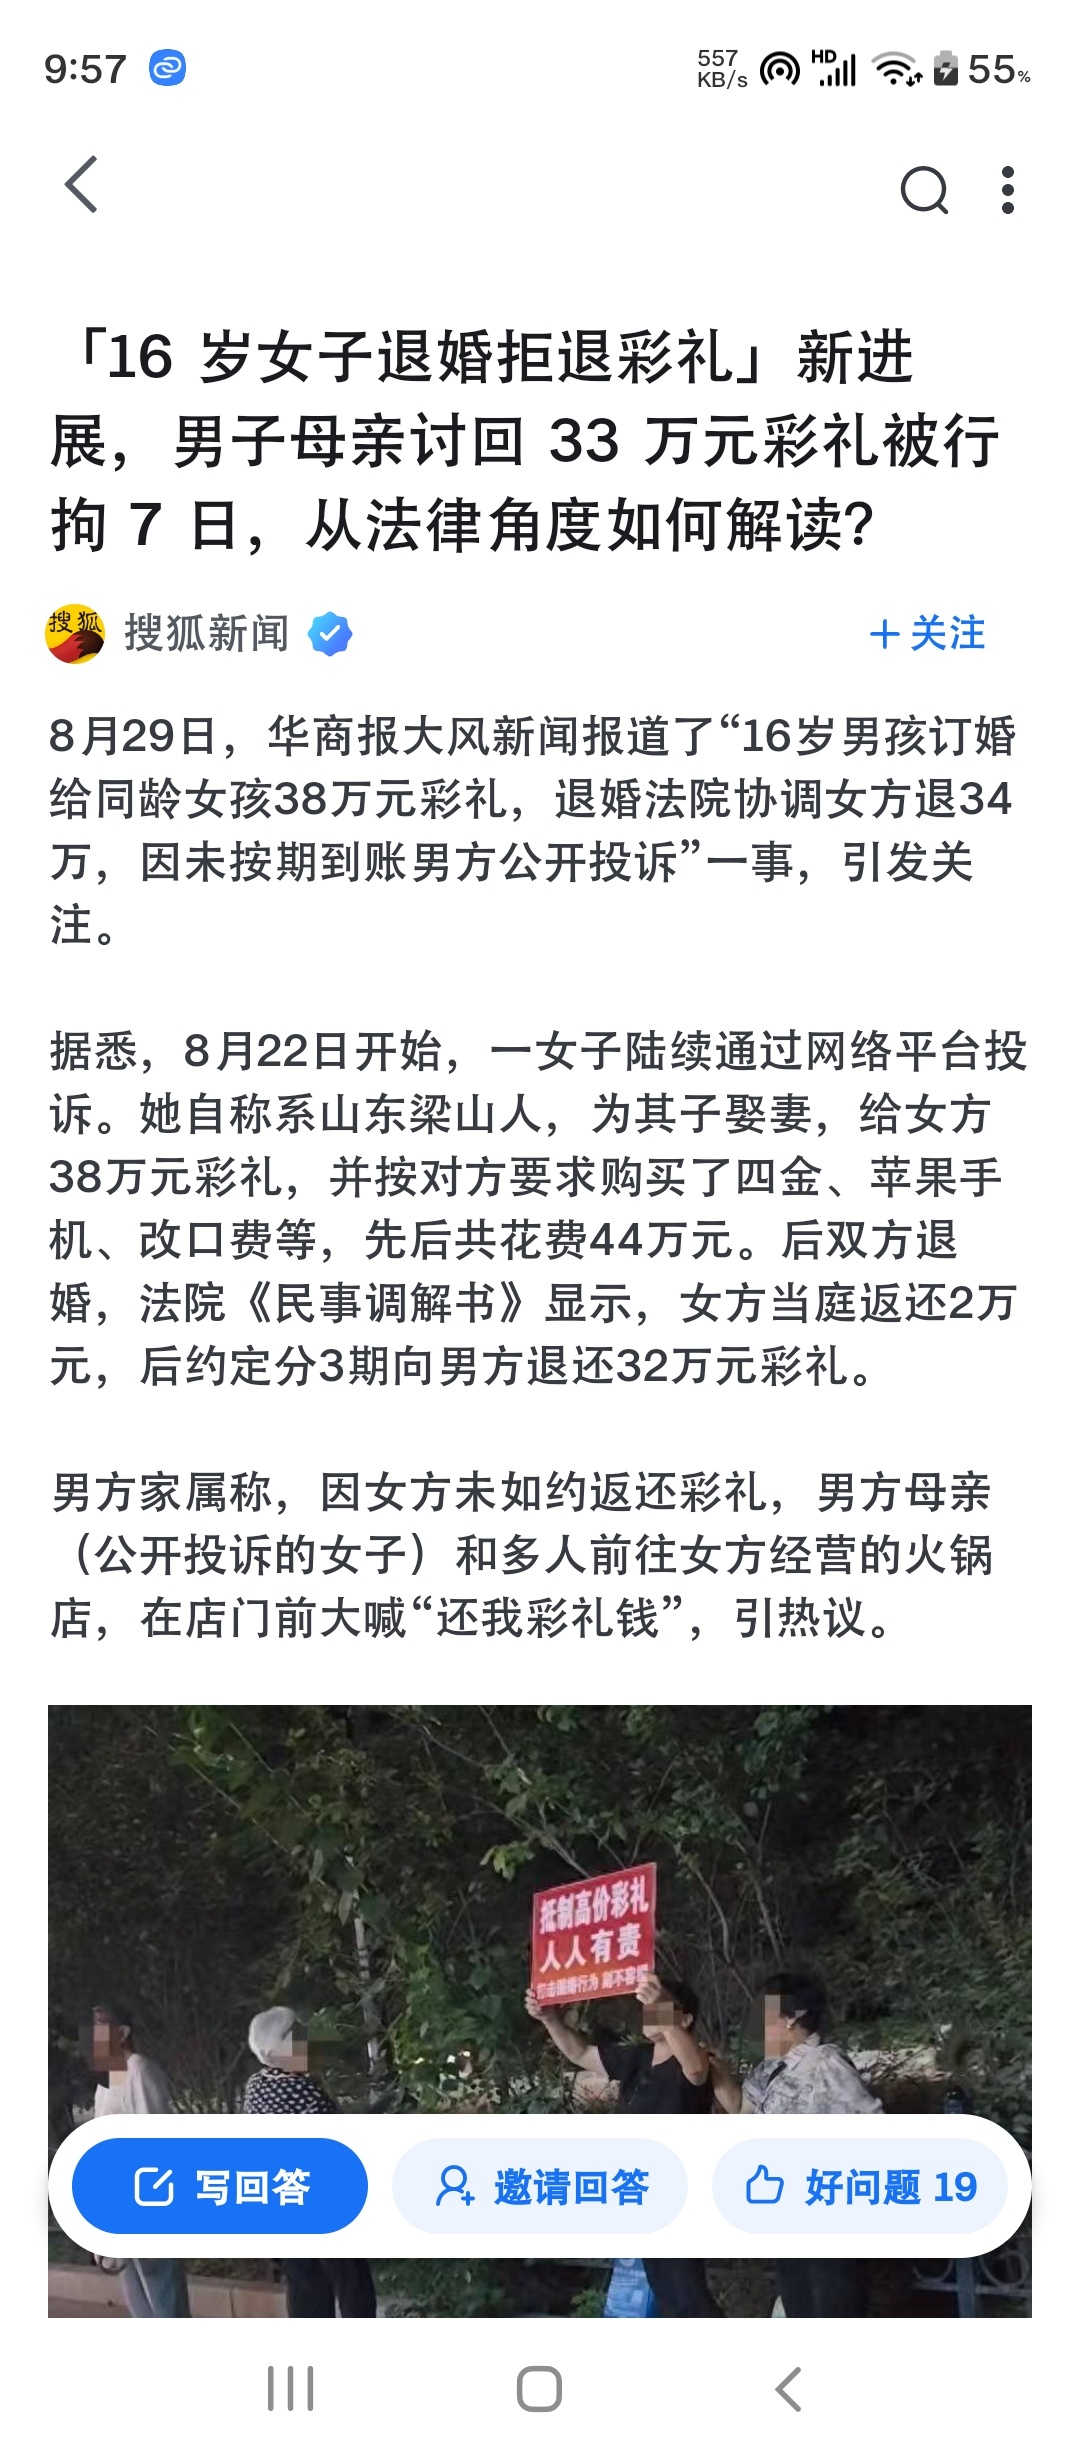 9:57
557
KB/s
HD
55%
「16 岁女子退婚拒退彩礼」新进
展，男子母亲讨回 33 万元彩礼被行
拘 7 日，从法律角度如何解读？
搜狐
搜狐新闻
+关注
8月29日，华商报大风新闻报道了“16岁男孩订婚
给同龄女孩38万元彩礼，退婚法院协调女方退34
万，因未按期到账男方公开投诉”一事，引发关
注。
据悉，8月22日开始，一女子陆续通过网络平台投
诉。她自称系山东梁山人，为其子娶妻，给女方
38万元彩礼，并按对方要求购买了四金、苹果手
机、改口费等，先后共花费44万元。后双方退
婚，法院《民事调解书》显示，女方当庭返还2万
元，后约定分3期向男方退还32万元彩礼。
男方家属称，因女方未如约返还彩礼，男方母亲
（公开投诉的女子）和多人前往女方经营的火锅
店，在店门前大喊“还我彩礼钱”，引热议。
抵制高价彩礼
人人有责
写回答
邀请回答
好问题 19